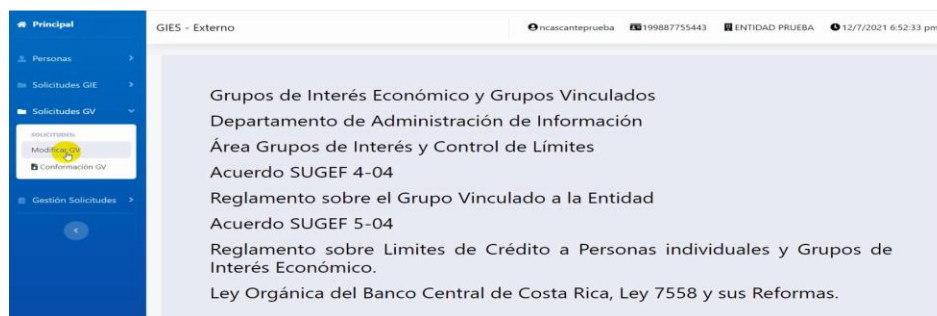 Principal
GIES - Externo
ncascanteprueba
199887755443
ENTIDAD PRUEBA
12/7/2021 6:52:33 pm
Personas
Solicitudes GIE
Solicitudes GV
SOLICITUDES:
Modificar GV
Conformación GV
Gestión Solicitudes
Grupos de Interés Económico y Grupos Vinculados
Departamento de Administración de Información
Área Grupos de Interés y Control de Límites
Acuerdo SUGEF 4-04
Reglamento sobre el Grupo Vinculado a la Entidad
Acuerdo SUGEF 5-04
Reglamento sobre Limites de Crédito a Personas individuales y Grupos de
Interés Económico.
Ley Orgánica del Banco Central de Costa Rica, Ley 7558 y sus Reformas.